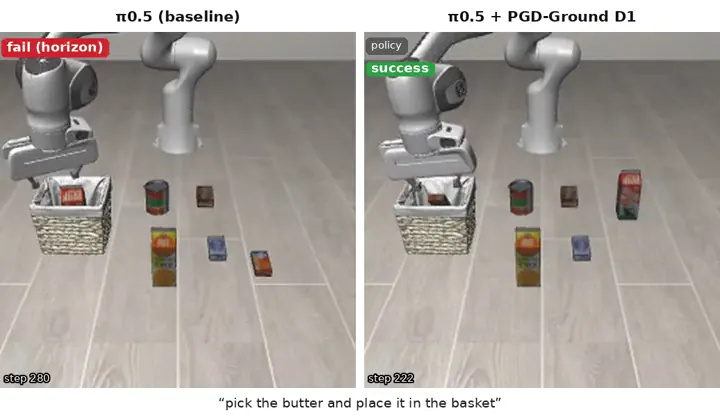 π0.5 (baseline)
π0.5 + PGD-Ground D1
fail (horizon)
policy
success
step 280
step 222
“pick the butter and place it in the basket”